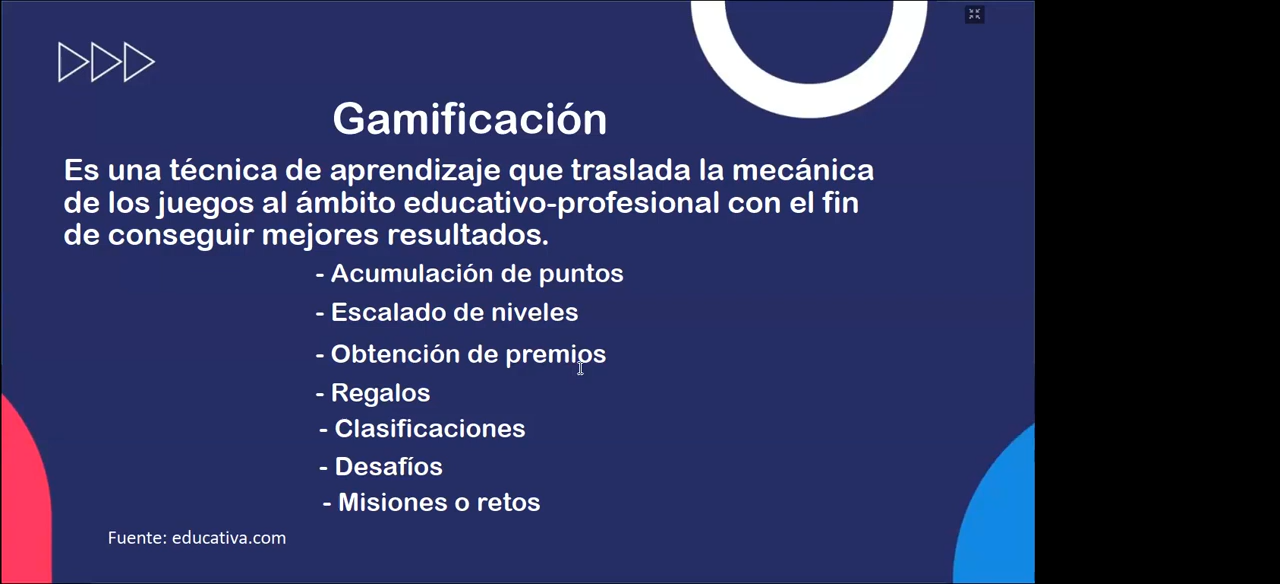 Gamificación
Es una técnica de aprendizaje que traslada la mecánica
de los juegos al ámbito educativo-profesional con el fin
de conseguir mejores resultados.
- Acumulación de puntos
- Escalado de niveles
- Obtención de premios
- Regalos
- Clasificaciones
- Desafíos
- Misiones o retos
Fuente: educativa.com